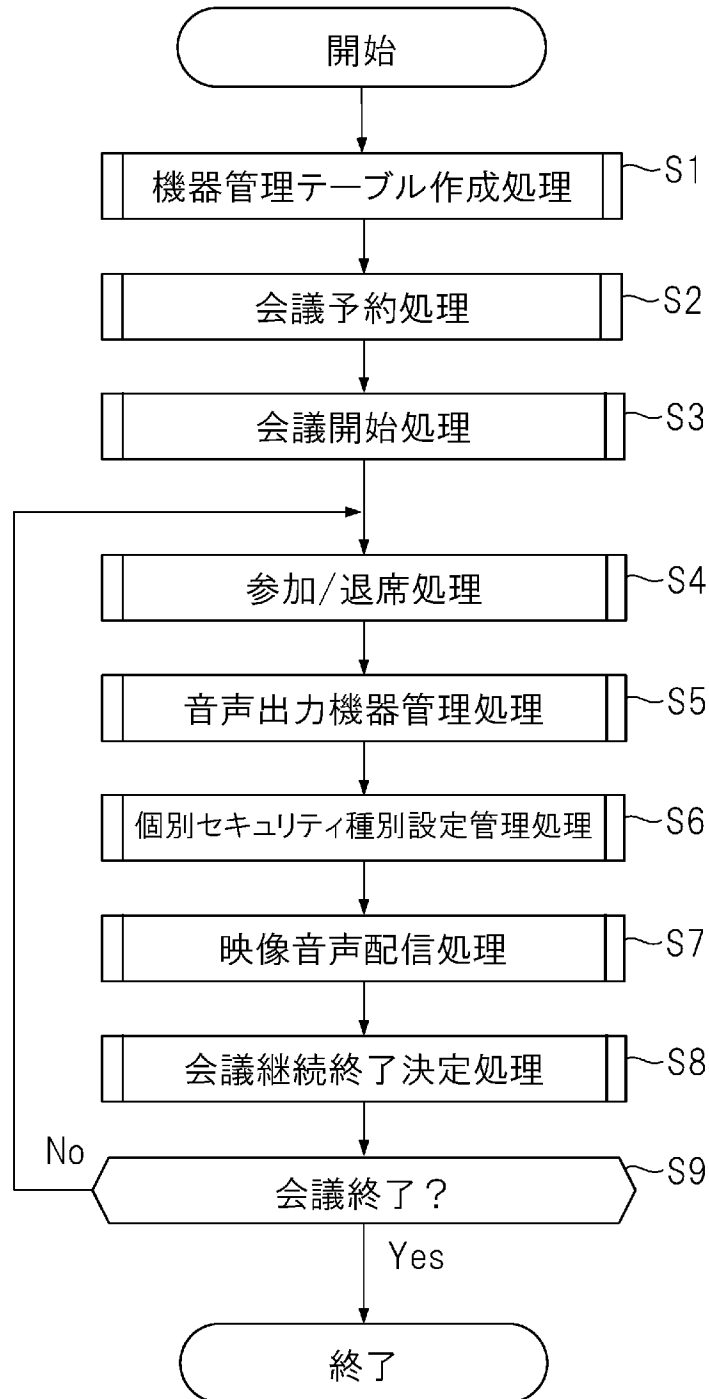 開始
機器管理テーブル作成処理 S1
会議予約処理 S2
会議開始処理 S3
参加/退席処理 S4
音声出力機器管理処理 S5
個別セキュリティ種別設定管理処理 S6
映像音声配信処理 S7
会議継続終了決定処理 S8
No
会議終了? S9
Yes
終了